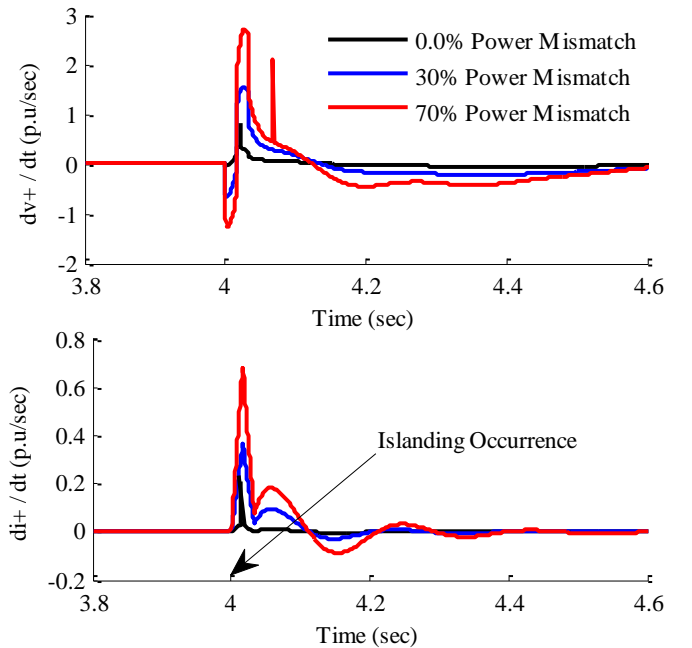 3
2
1
0
-1
-2
dv+ / dt (p.u/sec)
0.0% Power Mismatch
30% Power Mismatch
70% Power Mismatch
3.8
4
4.2
4.4
4.6
Time (sec)
0.8
0.6
0.4
0.2
0
-0.2
di+ / dt (p.u/sec)
Islanding Occurrence
3.8
4
4.2
4.4
4.6
Time (sec)